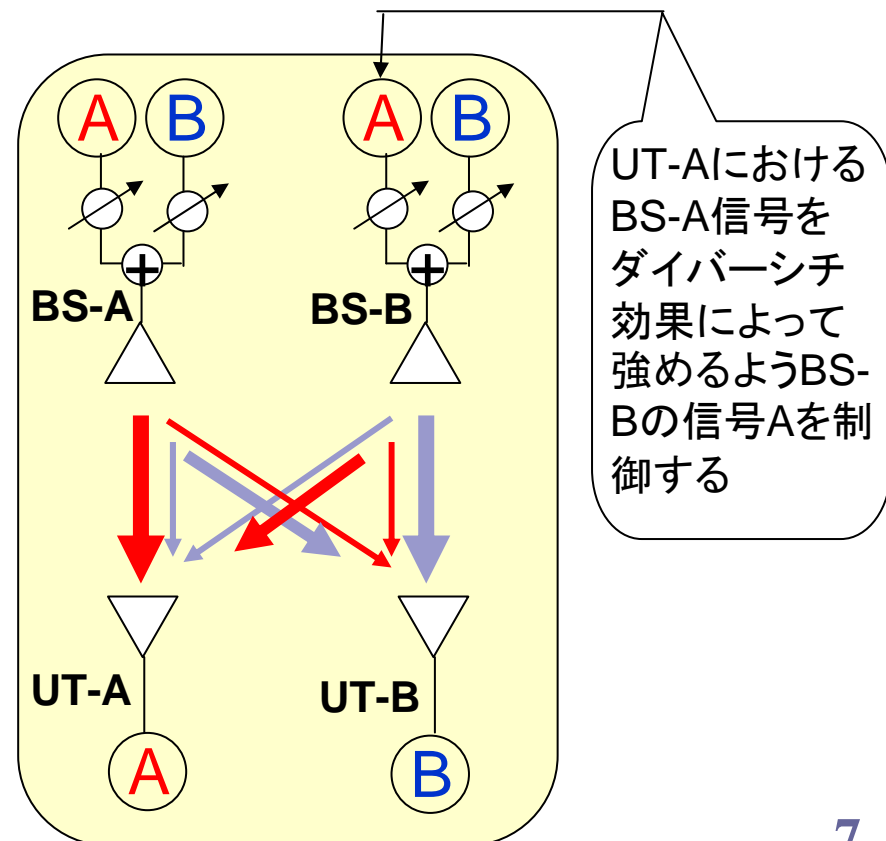 A B A B
+ +
BS-A BS-B
UT-Aにおける
BS-A信号を
ダイバーシチ
効果によって
強めるようBS-
Bの信号Aを制
御する
UT-A UT-B
A B
7